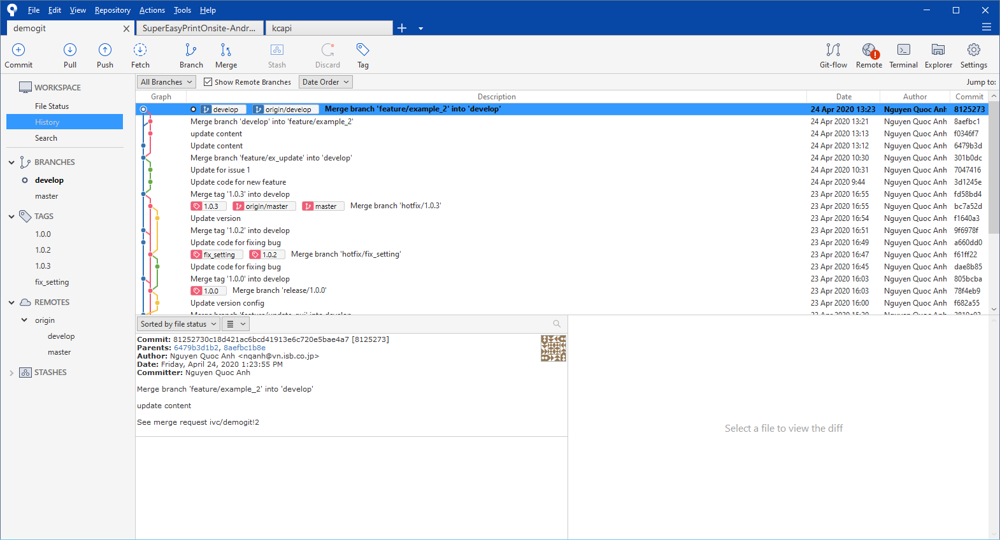 File Edit View Repository Actions Tools Help
demogit SuperEasyPrintOnsite-Andr... kcapi
Commit Pull Push Fetch Branch Merge Stash Discard Tag Git-flow Remote Terminal Explorer Settings
WORKSPACE
File Status
History
Search
BRANCHES
develop
master
TAGS
1.0.0
1.0.2
1.0.3
fix_setting
REMOTES
origin
develop
master
STASHES
All Branches Show Remote Branches Date Order Jump to:
Graph Description Date Author Commit
develop origin/develop Merge branch 'feature/example_2' into 'develop' 24 Apr 2020 13:23 Nguyen Quoc Anh 8125273
Merge branch 'develop' into 'feature/example_2' 24 Apr 2020 13:21 Nguyen Quoc Anh 8aefbc1
update content 24 Apr 2020 13:13 Nguyen Quoc Anh f0346f7
Update content 24 Apr 2020 13:12 Nguyen Quoc Anh 6479b3d
Merge branch 'feature/ex_update' into 'develop' 24 Apr 2020 10:30 Nguyen Quoc Anh 301b0dc
Update for issue 1 24 Apr 2020 10:31 Nguyen Quoc Anh 7047416
Update code for new feature 24 Apr 2020 9:44 Nguyen Quoc Anh 3d1245e
Merge tag '1.0.3' into develop 23 Apr 2020 16:55 Nguyen Quoc Anh fd58bd4
1.0.3 origin/master master Merge branch 'hotfix/1.0.3' 23 Apr 2020 16:55 Nguyen Quoc Anh bc7a52d
Update version 23 Apr 2020 16:54 Nguyen Quoc Anh f1640a3
Merge tag '1.0.2' into develop 23 Apr 2020 16:51 Nguyen Quoc Anh 9f6978f
Update code for fixing bug 23 Apr 2020 16:49 Nguyen Quoc Anh a660dd0
fix_setting 1.0.2 Merge branch 'hotfix/fix_setting' 23 Apr 2020 16:47 Nguyen Quoc Anh f61ff22
Update code for fixing bug 23 Apr 2020 16:45 Nguyen Quoc Anh dae8b85
Merge tag '1.0.0' into develop 23 Apr 2020 16:03 Nguyen Quoc Anh 805bcba
1.0.0 Merge branch 'release/1.0.0' 23 Apr 2020 16:03 Nguyen Quoc Anh 78f4eb9
Update version config 23 Apr 2020 16:00 Nguyen Quoc Anh f682a55
Sorted by file status
Commit: 81252730c18d421ac6bcd41913e6c720e5bae4a7 [8125273]
Parents: 6479b3d1b2, 8aefbc1b8e
Author: Nguyen Quoc Anh <nqanh@vn.isb.co.jp>
Date: Friday, April 24, 2020 1:23:55 PM
Committer: Nguyen Quoc Anh
Merge branch 'feature/example_2' into 'develop'
update content
See merge request ivc/demogit!2
Select a file to view the diff